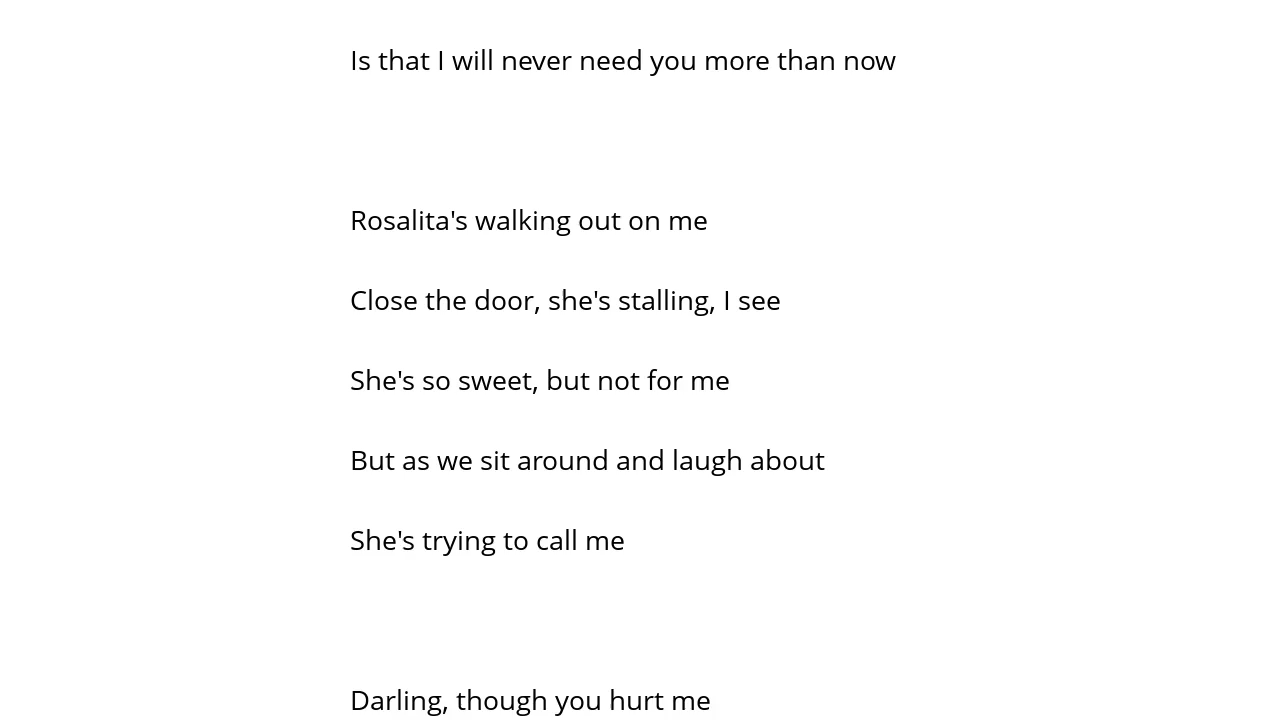 Is that I will never need you more than now
Rosalita's walking out on me
Close the door, she's stalling, I see
She's so sweet, but not for me
But as we sit around and laugh about
She's trying to call me
Darling, though you hurt me